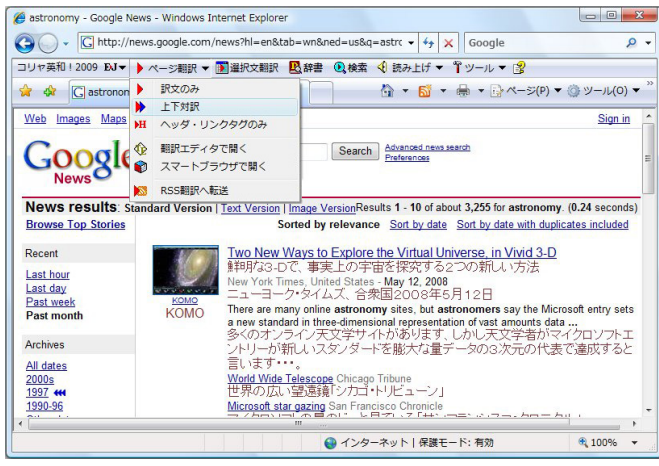 astronomy - Google News - Windows Internet Explorer
http://news.google.com/news?hl=en&tab=wn&ned=us&q=astrc
Google
コリャ英和！2009 EJ ページ翻訳 選択文翻訳 辞書 検索 読み上げ ツール
astronon
ページ(P) ツール(O) »
訳文のみ
上下対訳
ヘッダ・リンクタグのみ
翻訳エディタで開く
スマートブラウザで開く
RSS翻訳へ転送
Web Images Maps
Sign in
Google
News
Search
Advanced news search
Preferences
News results: Standard Version | Text Version | Image Version Results 1 - 10 of about 3,255 for astronomy. (0.24 seconds)
Browse Top Stories
Sorted by relevance Sort by date Sort by date with duplicates included
Recent
Last hour
Last day
Past week
Past month
Archives
All dates
2000s
1997
1990-96
KOMO
KOMO
Two New Ways to Explore the Virtual Universe, in Vivid 3-D
鮮明な3-Dで、事実上の宇宙を探究する2つの新しい方法
New York Times, United States - May 12, 2008
ニューヨーク・タイムズ、合衆国2008年5月12日
There are many online astronomy sites, but astronomers say the Microsoft entry sets
a new standard in three-dimensional representation of vast amounts data ...
多くのオンライン天文学サイトがあります、しかし天文学者がマイクロソフトエ
ントリーが新しいスタンダードを膨大な量データの3次元の代表で達成すると
言います・・・。
World Wide Telescope Chicago Tribune
世界の広い望遠鏡「シカゴ・トリビューン」
Microsoft star gazing San Francisco Chronicle
インターネット | 保護モード: 有効
100%